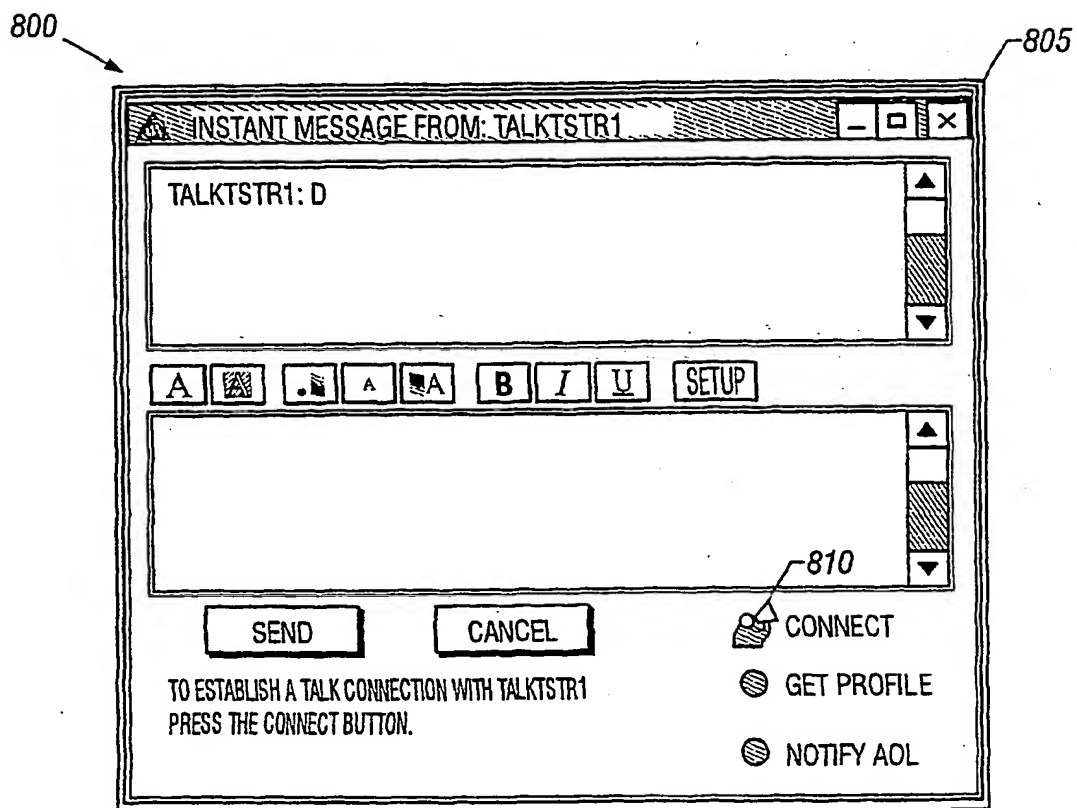 800
805
INSTANT MESSAGE FROM: TALKTSTR1
TALKTSTR1: D
A A A A B I U SETUP
810
SEND CANCEL CONNECT
TO ESTABLISH A TALK CONNECTION WITH TALKTSTR1
PRESS THE CONNECT BUTTON.
GET PROFILE
NOTIFY AOL